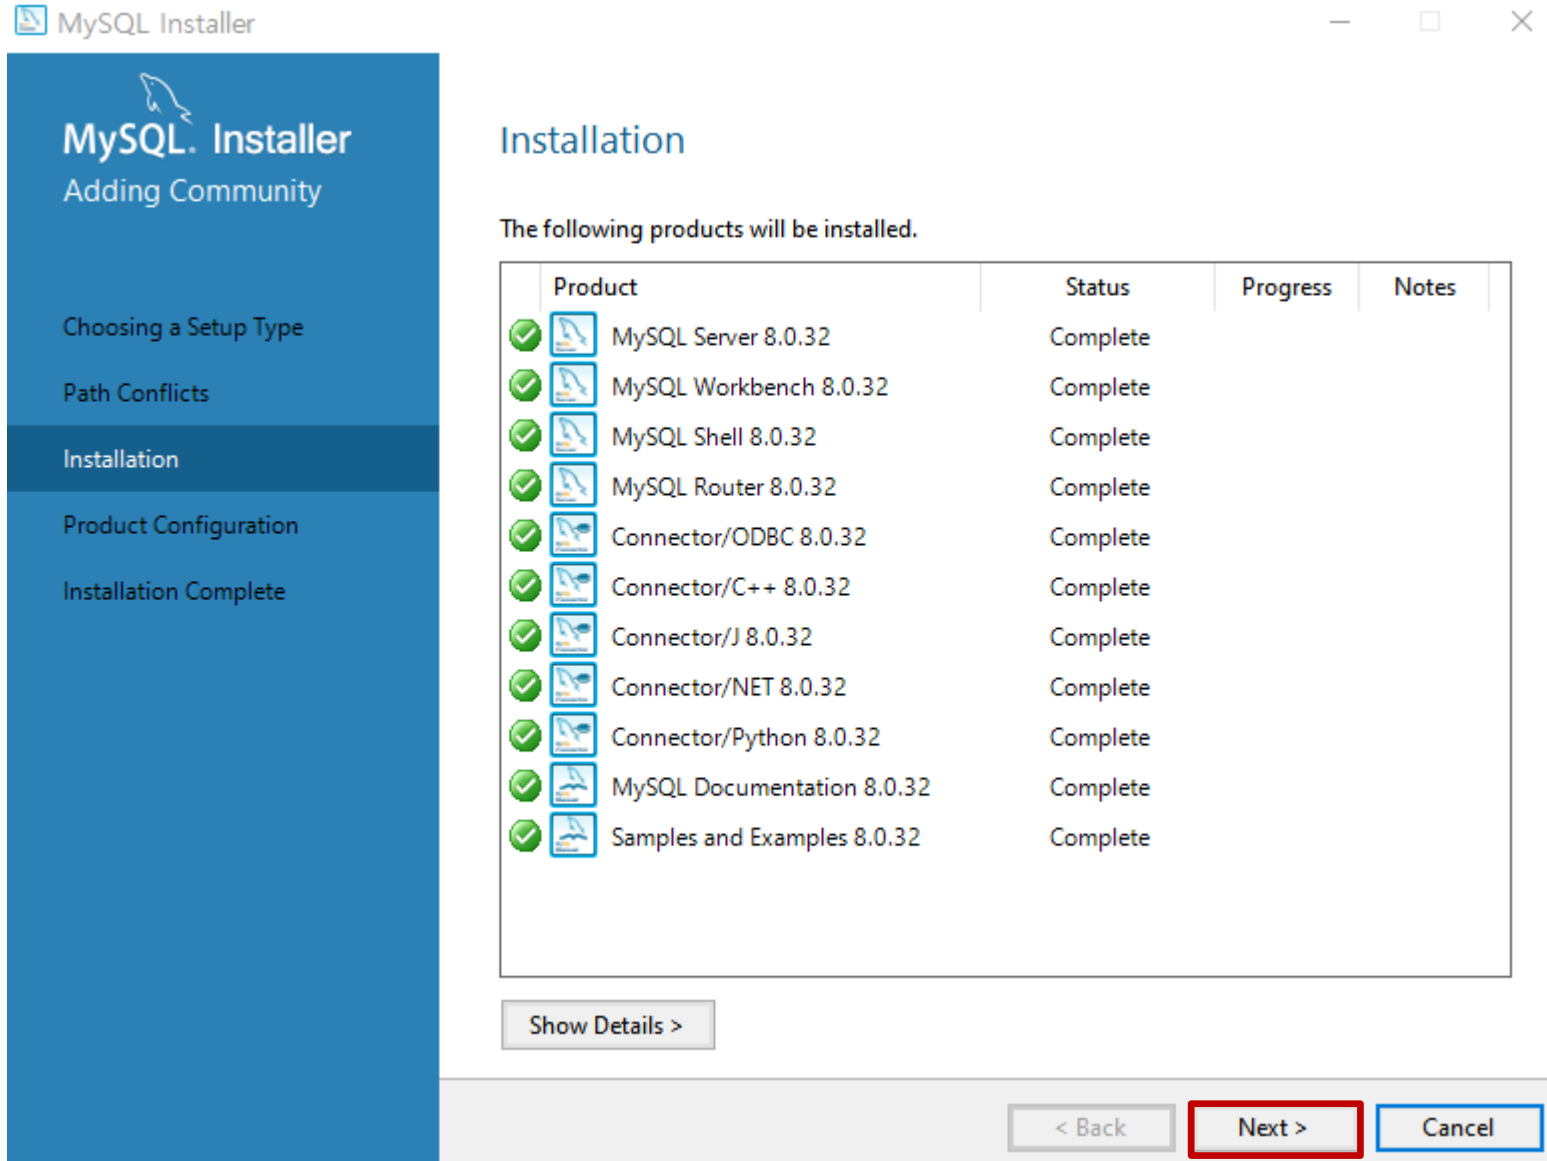 MySQL Installer
MySQL. Installer
Adding Community
Choosing a Setup Type
Path Conflicts
Installation
Product Configuration
Installation Complete
Installation
The following products will be installed.
Product Status Progress Notes
MySQL Server 8.0.32 Complete
MySQL Workbench 8.0.32 Complete
MySQL Shell 8.0.32 Complete
MySQL Router 8.0.32 Complete
Connector/ODBC 8.0.32 Complete
Connector/C++ 8.0.32 Complete
Connector/J 8.0.32 Complete
Connector/NET 8.0.32 Complete
Connector/Python 8.0.32 Complete
MySQL Documentation 8.0.32 Complete
Samples and Examples 8.0.32 Complete
Show Details >
< Back Next > Cancel